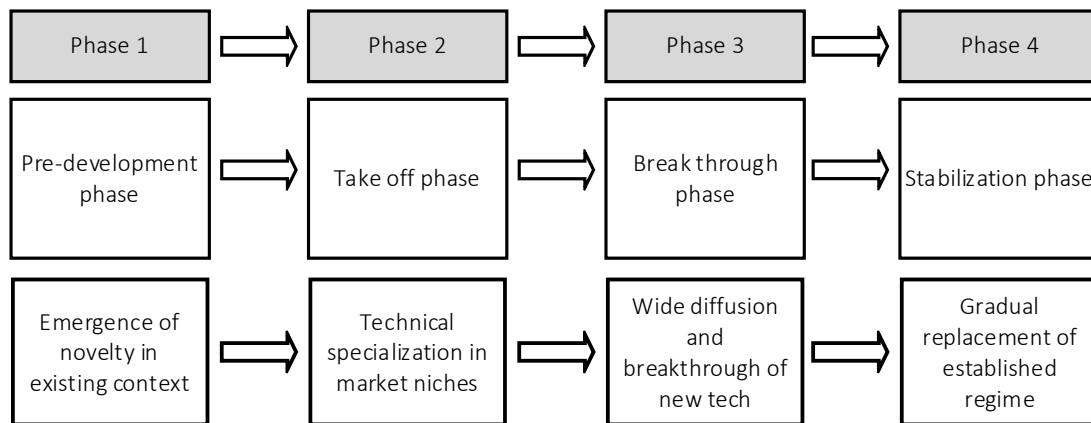 Phase 1
Phase 2
Phase 3
Phase 4
Pre-development
phase
Take off phase
Break through
phase
Stabilization phase
Emergence of
novelty in
existing context
Technical
specialization in
market niches
Wide diffusion
and
breakthrough of
new tech
Gradual
replacement of
established
regime